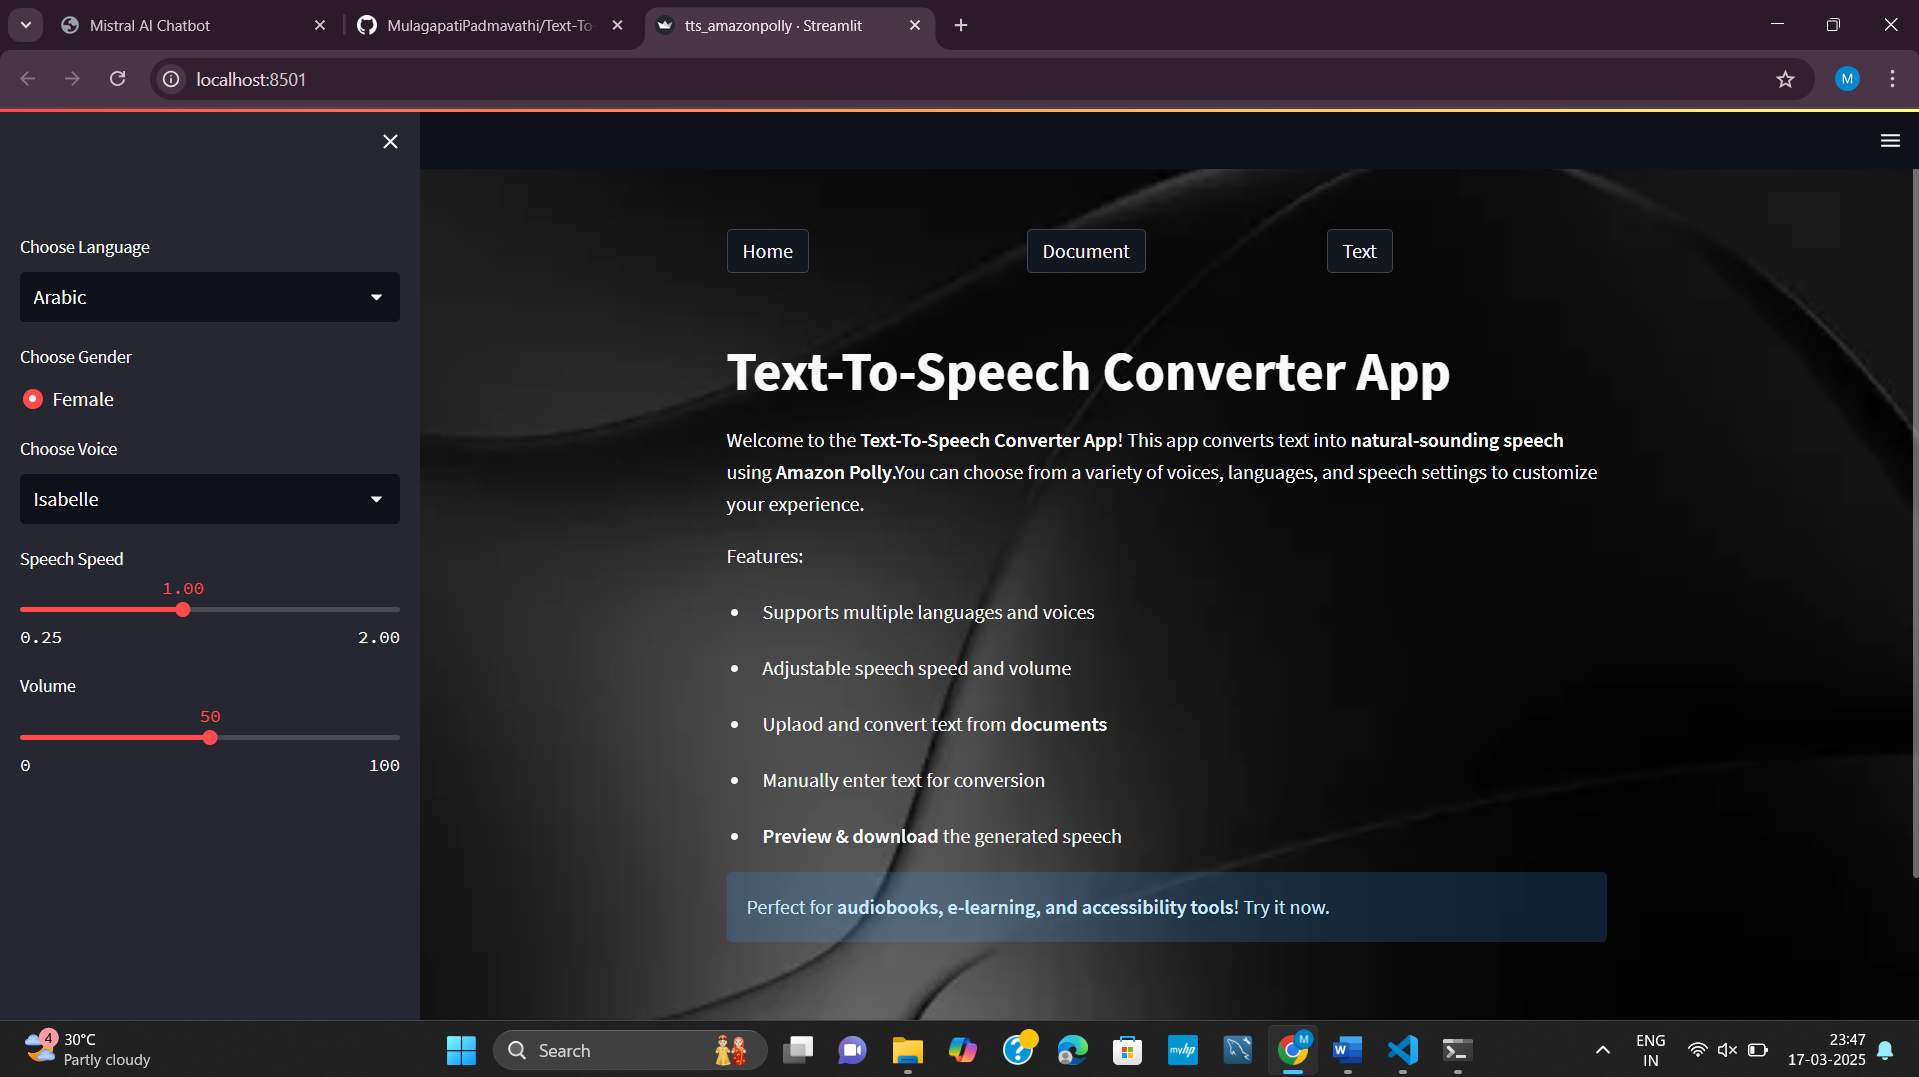 Mistral AI Chatbot
MulagapatiPadmavathi/Text-To-
tts_amazonpolly · Streamlit
localhost:8501
M
Choose Language
Arabic
Choose Gender
Female
Choose Voice
Isabelle
Speech Speed
1.00
0.25 2.00
Volume
50
0 100
Home Document Text
Text-To-Speech Converter App
Welcome to the Text-To-Speech Converter App! This app converts text into natural-sounding speech
using Amazon Polly.You can choose from a variety of voices, languages, and speech settings to customize
your experience.
Features:
• Supports multiple languages and voices
• Adjustable speech speed and volume
• Uplaod and convert text from documents
• Manually enter text for conversion
• Preview & download the generated speech
Perfect for audiobooks, e-learning, and accessibility tools! Try it now.
4
30°C
Partly cloudy
Search
myhp
M
W
ENG
IN
23:47
17-03-2025